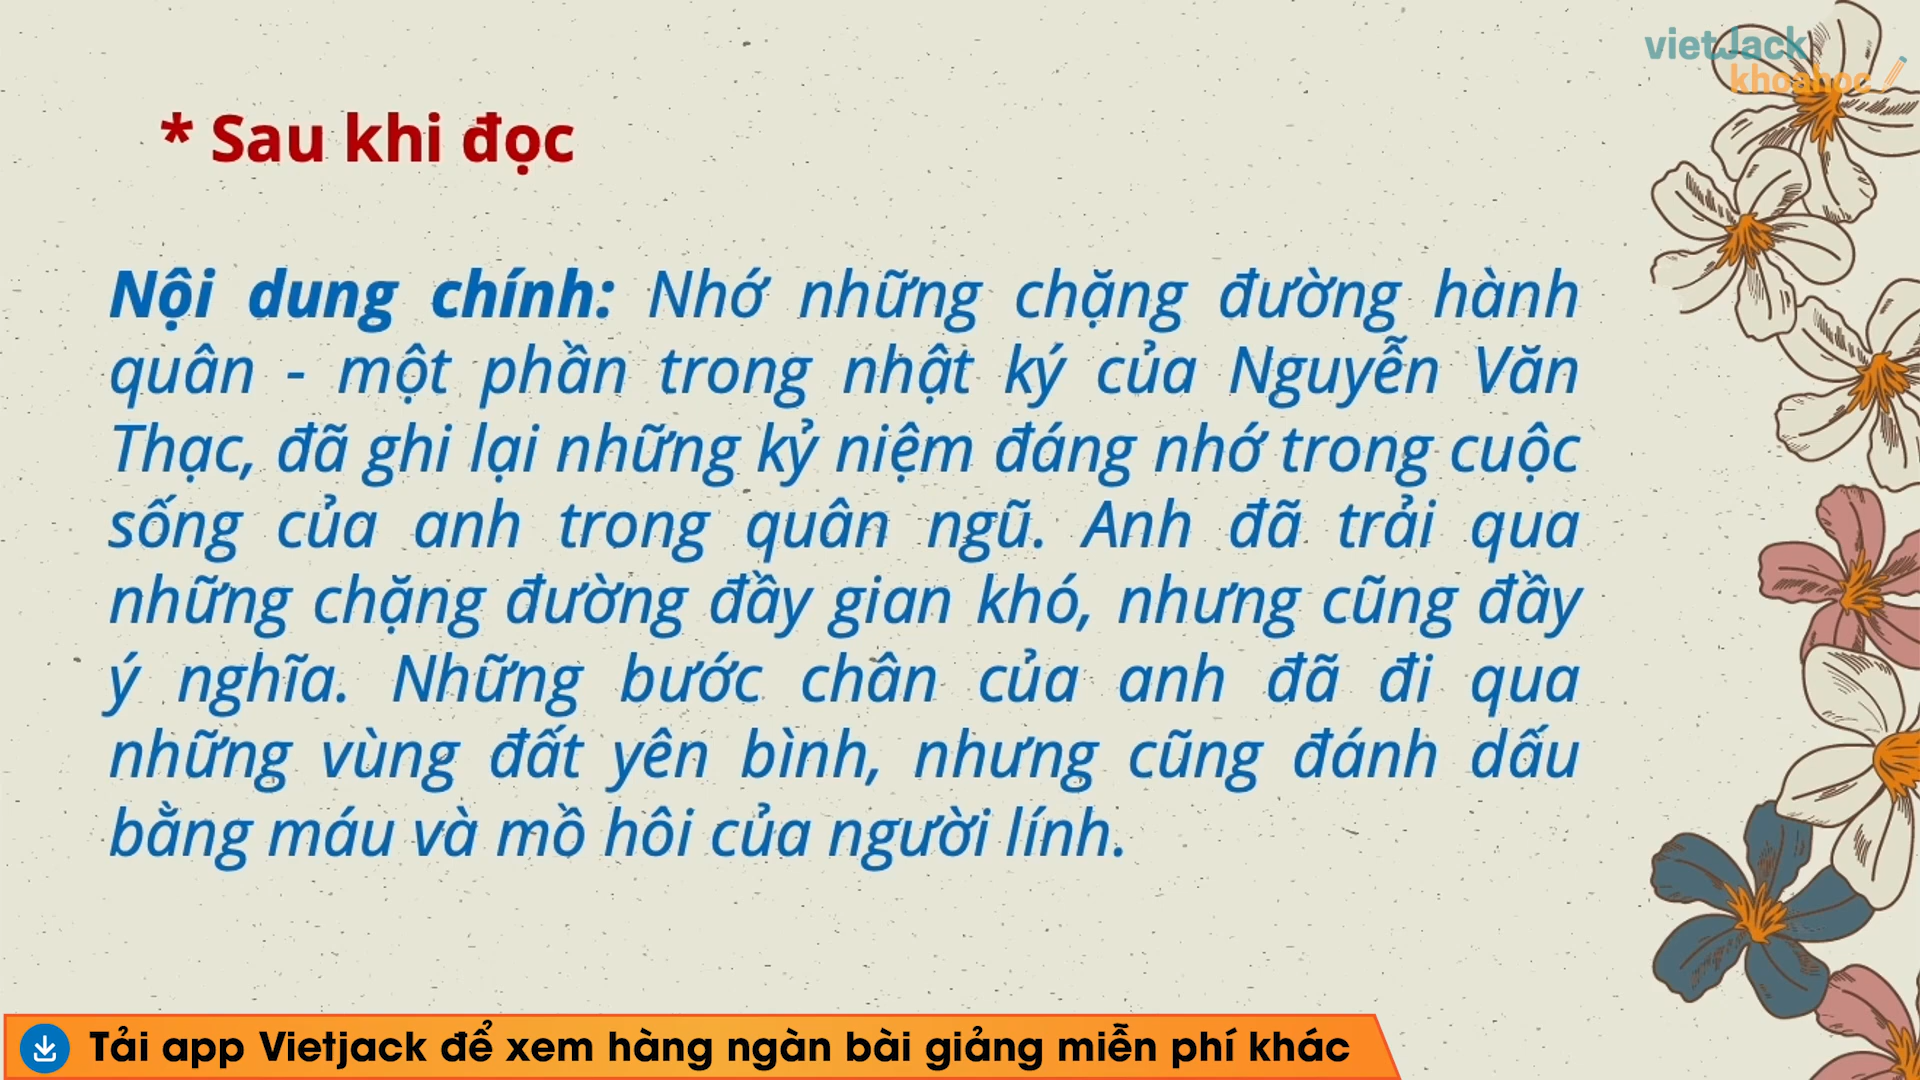 vietJack
khoahoc
* Sau khi đọc
Nội dung chính: Nhớ những chặng đường hành
quân - một phần trong nhật ký của Nguyễn Văn
Thạc, đã ghi lại những kỷ niệm đáng nhớ trong cuộc
sống của anh trong quân ngũ. Anh đã trải qua
những chặng đường đầy gian khó, nhưng cũng đầy
ý nghĩa. Những bước chân của anh đã đi qua
những vùng đất yên bình, nhưng cũng đánh dấu
bằng máu và mồ hôi của người lính.
Tải app Vietjack để xem hàng ngàn bài giảng miễn phí khác